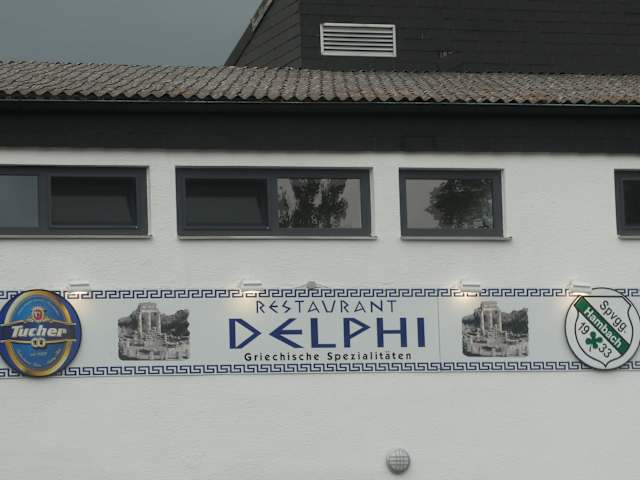 Tucher
RESTAURANT
DELPHI
Griechische Spezialitäten
Spvgg.
Hambach
19 33